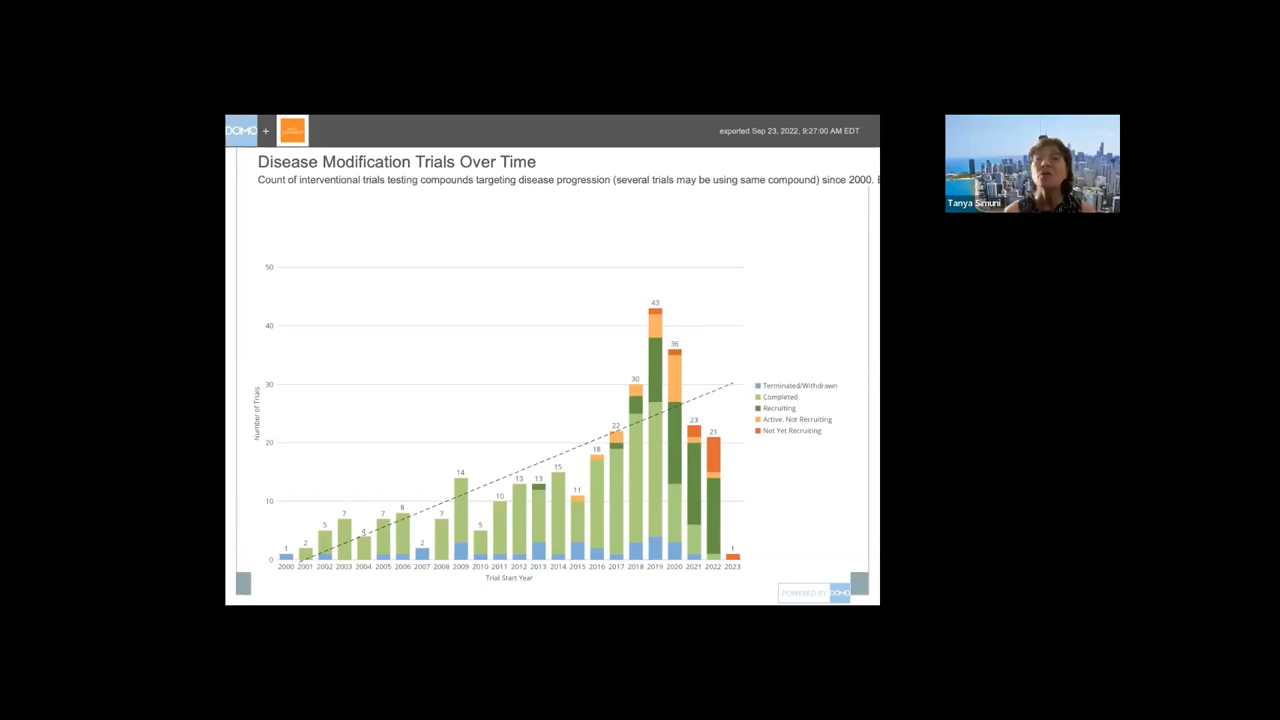 DOMO +
exported Sep 23, 2022, 9:27:00 AM EDT
Disease Modification Trials Over Time
Count of interventional trials testing compounds targeting disease progression (several trials may be using same compound) since 2000.
Tanya Simuni
50
40
30
20
10
0
Number of Trials
1
2
5
7
4
7
8
2
7
14
5
10
13
13
15
11
18
22
30
43
36
23
21
1
2000 2001 2002 2003 2004 2005 2006 2007 2008 2009 2010 2011 2012 2013 2014 2015 2016 2017 2018 2019 2020 2021 2022 2023
Trial Start Year
Terminated/Withdrawn
Completed
Recruiting
Active, Not Recruiting
Not Yet Recruiting
POWERED BY DOMO